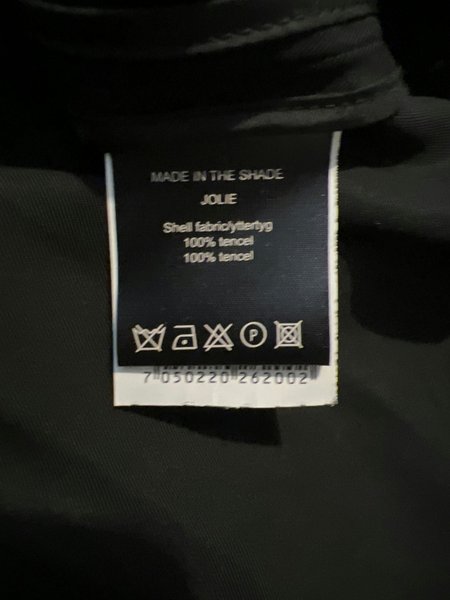 MADE IN THE SHADE
JOLIE
Shell fabric/yttertyg
100% tencel
100% tencel
P
7 050220 262002